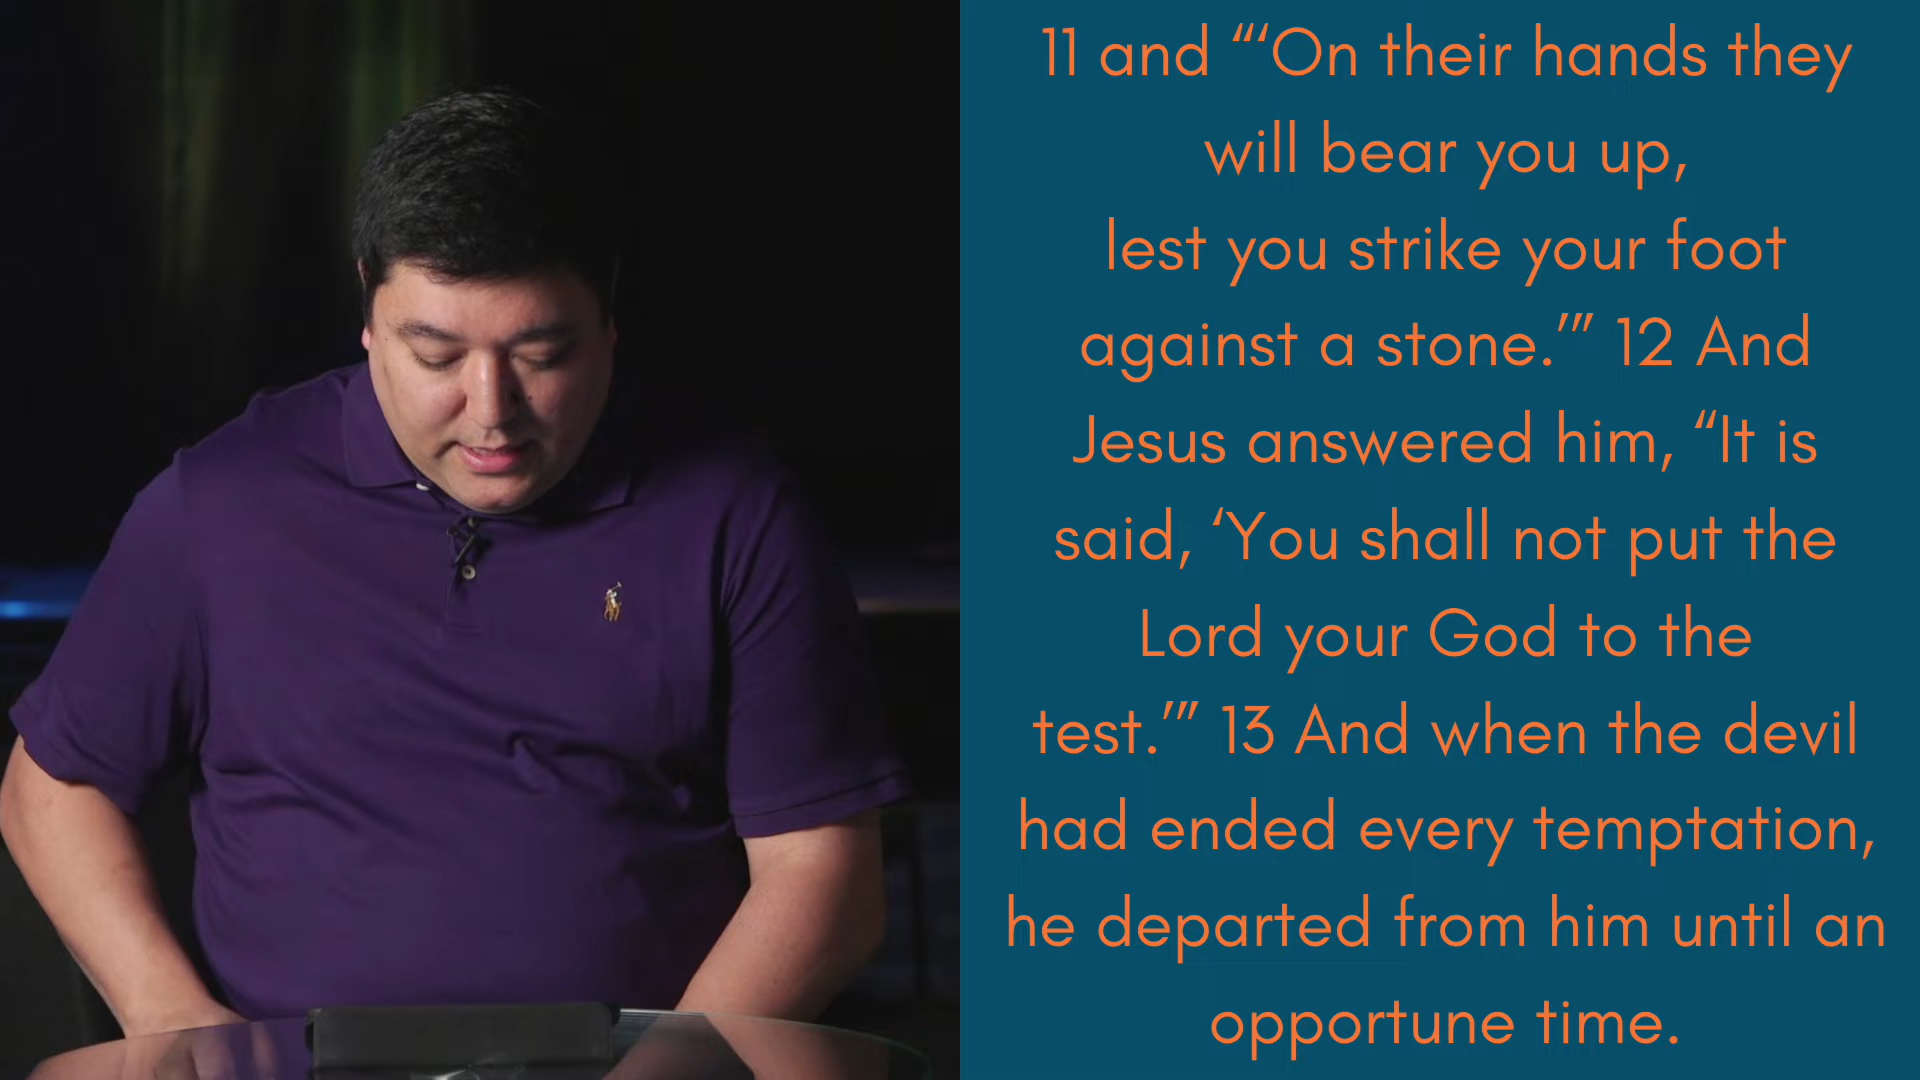 11 and “‘On their hands they
will bear you up,
lest you strike your foot
against a stone.’” 12 And
Jesus answered him, “It is
said, ‘You shall not put the
Lord your God to the
test.’” 13 And when the devil
had ended every temptation,
he departed from him until an
opportune time.